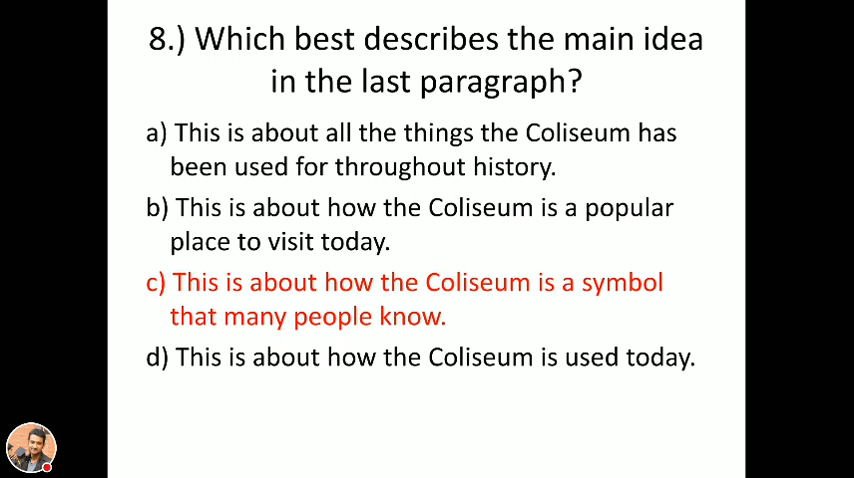 8.) Which best describes the main idea
in the last paragraph?
a) This is about all the things the Coliseum has
been used for throughout history.
b) This is about how the Coliseum is a popular
place to visit today.
c) This is about how the Coliseum is a symbol
that many people know.
d) This is about how the Coliseum is used today.